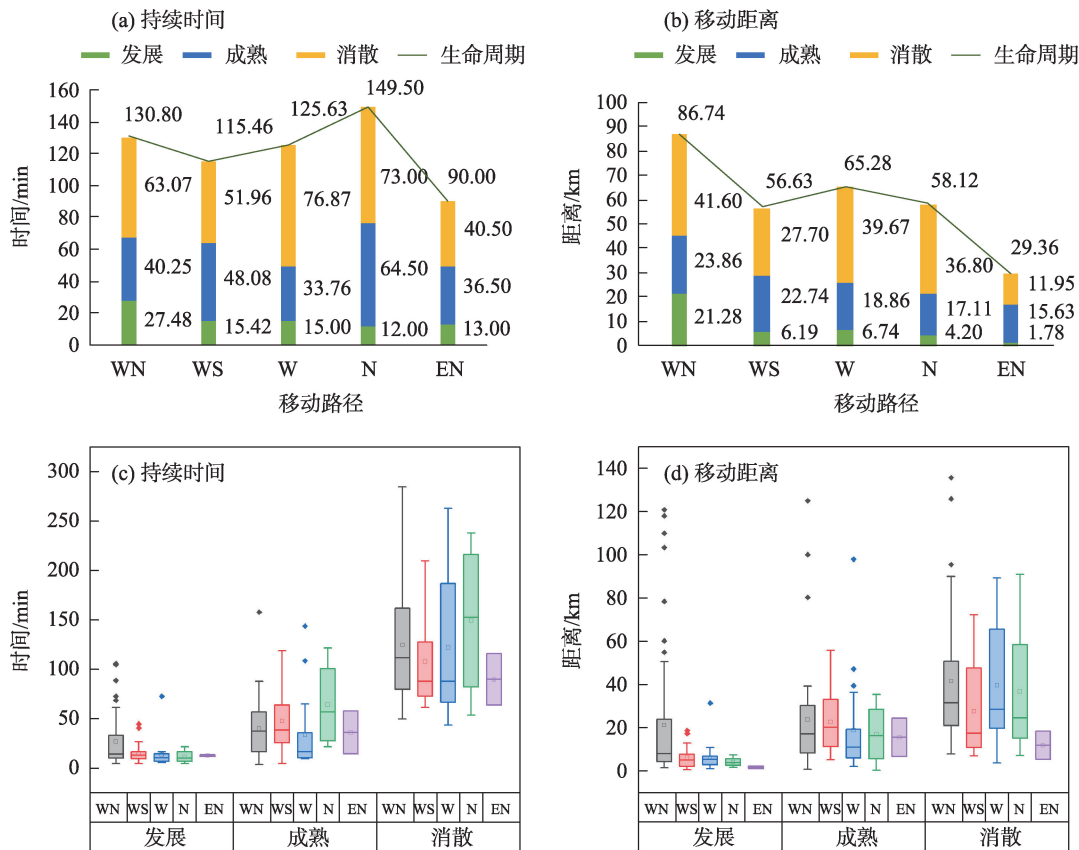 (a) 持续时间
发展 成熟 消散 生命周期
160
140
120
100
80
60
40
20
0
时间/min
130.80 115.46 125.63 149.50 90.00
63.07 51.96 76.87 73.00 40.50
40.25 48.08 33.76 64.50 36.50
27.48 15.42 15.00 12.00 13.00
WN WS W N EN
移动路径
(b) 移动距离
发展 成熟 消散 生命周期
100
90
80
70
60
50
40
30
20
10
0
距离/km
86.74 56.63 65.28 58.12 29.36
41.60 27.70 39.67 36.80 11.95
23.86 22.74 18.86 17.11 15.63
21.28 6.19 6.74 4.20 1.78
WN WS W N EN
移动路径
(c) 持续时间
300
250
200
150
100
50
0
时间/min
WN WS W N EN WN WS W N EN WN WS W N EN
发展 成熟 消散
(d) 移动距离
140
120
100
80
60
40
20
0
距离/km
WN WS W N EN WN WS W N EN WN WS W N EN
发展 成熟 消散